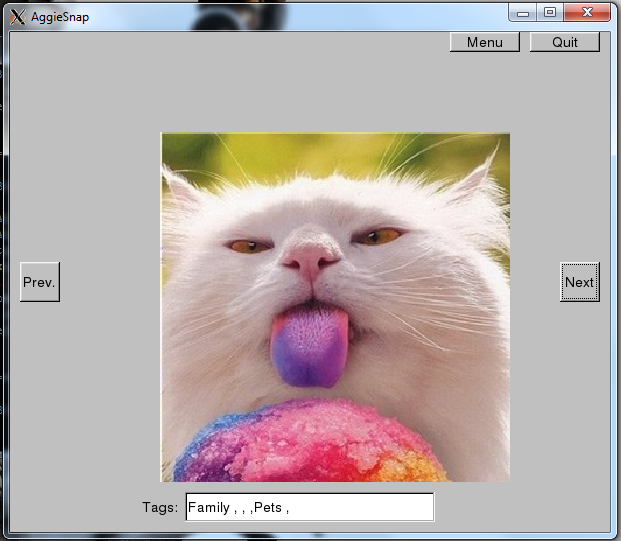 AggieSnap
Menu Quit
Prev.
Next
Tags: Family , , ,Pets ,